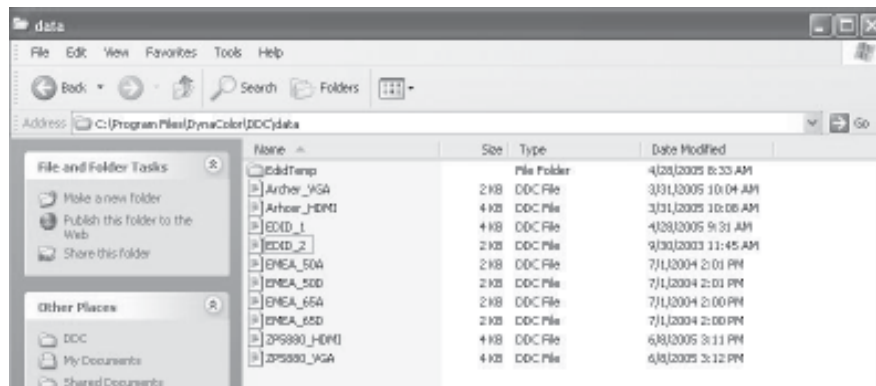 data
File Edit View Favorites Tools Help
Back Search Folders
Address C:\Program Files\DynaColor\DDC\data Go
Name Size Type Date Modified
EdidTemp File Folder 4/28/2005 8:33 AM
Archer_VGA 2 KB DDC File 3/31/2005 10:04 AM
Arhcer_HDMI 4 KB DDC File 3/31/2005 10:08 AM
EDID_1 4 KB DDC File 4/28/2005 9:31 AM
EDID_2 2 KB DDC File 9/30/2003 11:45 AM
EMEA_50A 2 KB DDC File 7/1/2004 2:01 PM
EMEA_50D 2 KB DDC File 7/1/2004 2:01 PM
EMEA_65A 2 KB DDC File 7/1/2004 2:00 PM
EMEA_65D 2 KB DDC File 7/1/2004 2:00 PM
ZPS880_HDMI 4 KB DDC File 6/8/2005 3:11 PM
ZPS880_VGA 4 KB DDC File 6/8/2005 3:12 PM
File and Folder Tasks
Make a new folder
Publish this folder to the
Web
Share this folder
Other Places
DDC
My Documents
Shared Documents